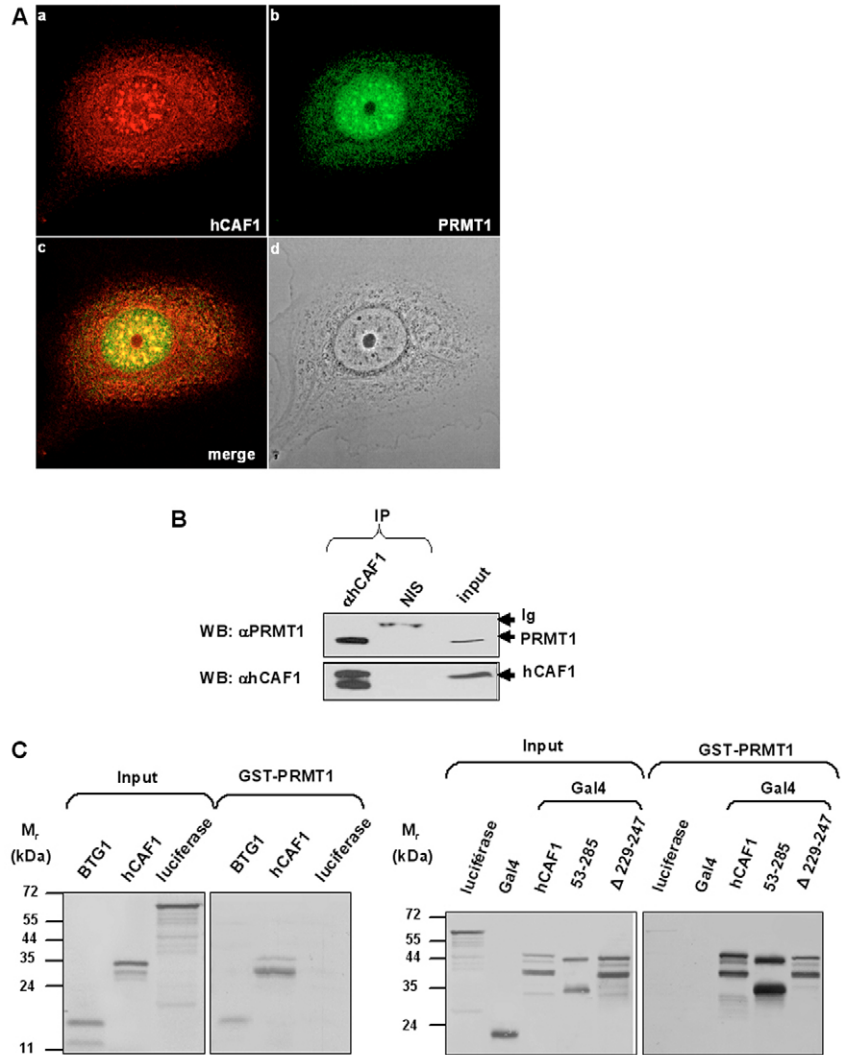 A
a
b
hCAF1
PRMT1
c
d
merge
B
IP
αhCAF1
NIS
input
WB: αPRMT1
Ig
PRMT1
WB: αhCAF1
hCAF1
C
Input
GST-PRMT1
Mr
(kDa)
BTG1
hCAF1
luciferase
BTG1
hCAF1
luciferase
72
55
44
35
24
11
Input
GST-PRMT1
Gal4
Gal4
Mr
(kDa)
luciférase
Gal4
hCAF1
53-285
Δ 229-247
luciferase
Gal4
hCAF1
53-285
Δ 229-247
72
55
44
35
24